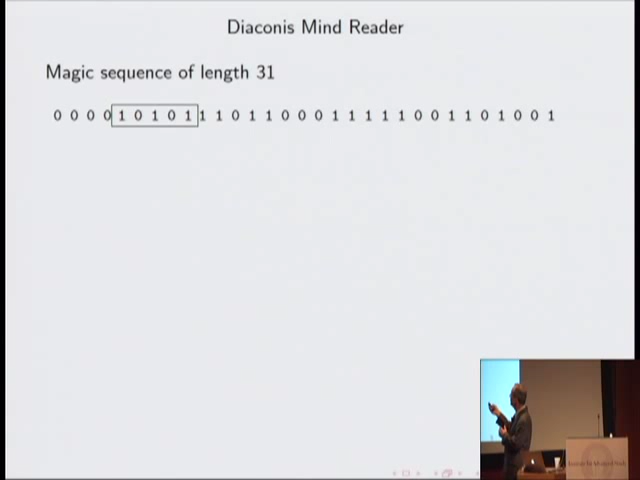 Diaconis Mind Reader
Magic sequence of length 31
0 0 0 0 1 0 1 0 1 1 1 0 1 1 0 0 0 1 1 1 1 1 0 0 1 1 0 1 0 0 1